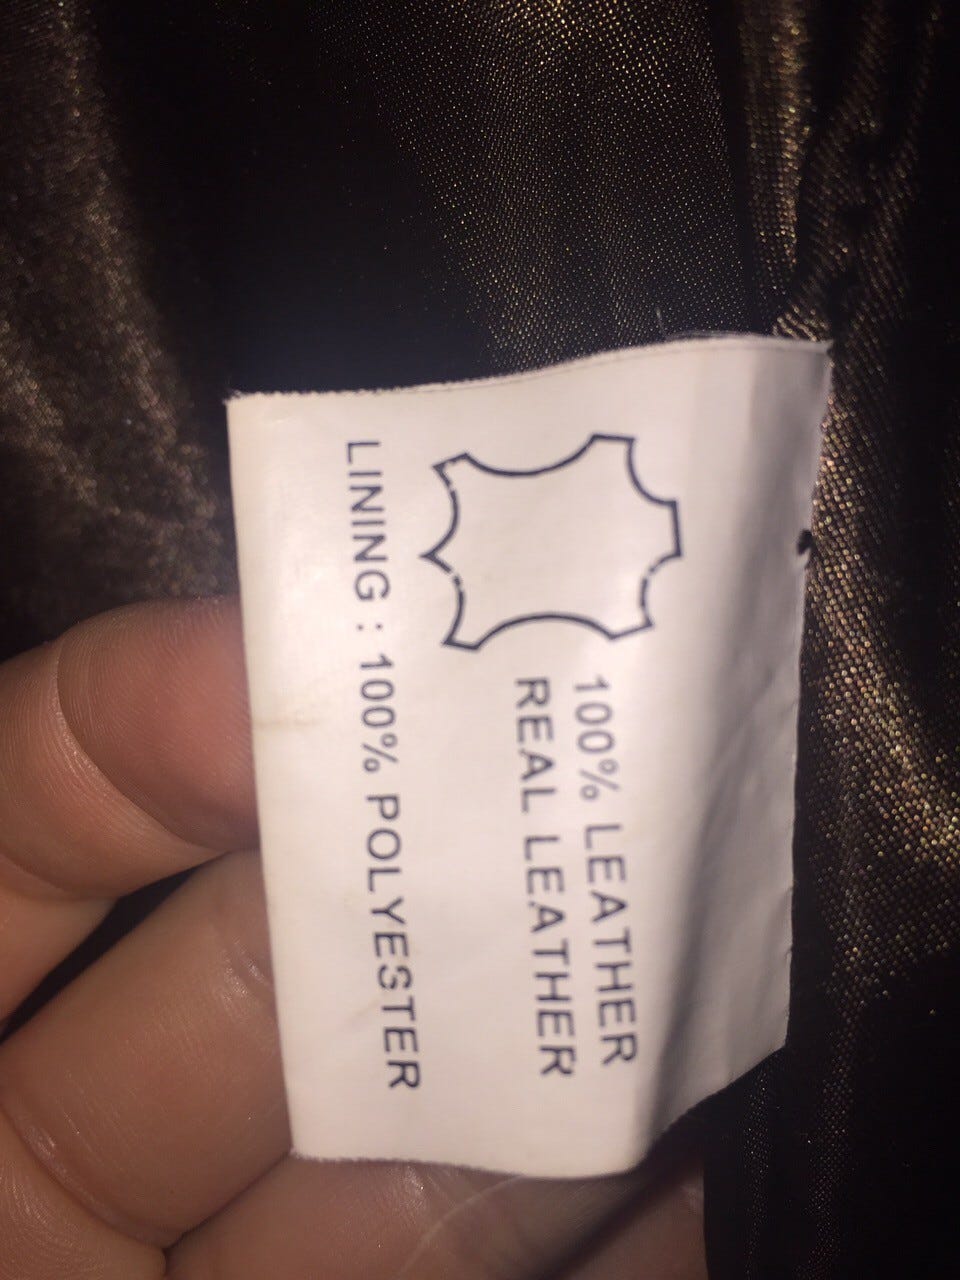 100% LEATHER
REAL LEATHER
LINING : 100% POLYESTER